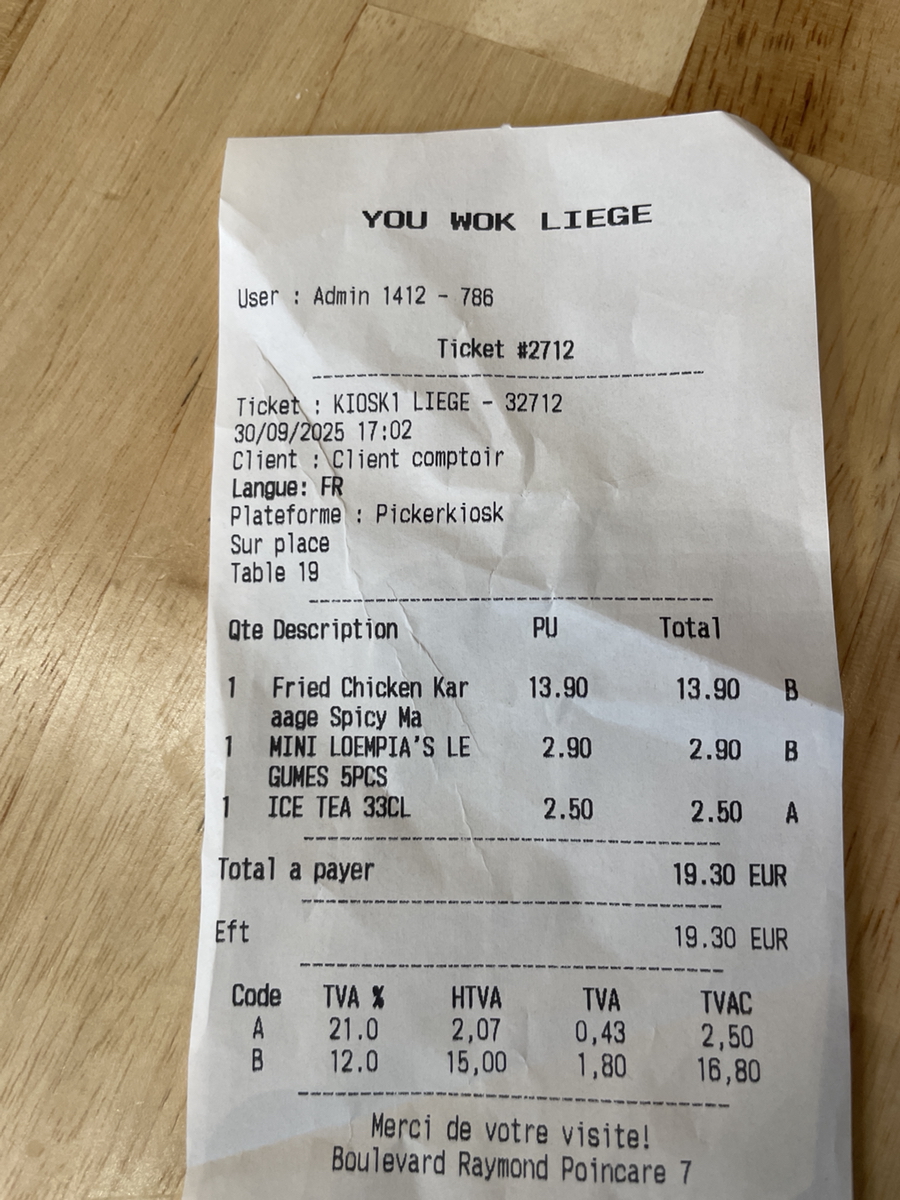 YOU WOK LIEGE
User : Admin 1412 - 786
Ticket #2712
Ticket : KIOSK1 LIEGE - 32712
30/09/2025 17:02
Client : Client comptoir
Langue: FR
Plateforme : Pickerkiosk
Sur place
Table 19
Qte Description PU Total
1 Fried Chicken Kar 13.90 13.90 B
aage Spicy Ma
1 MINI LOEMPIA'S LE 2.90 2.90 B
GUMES 5PCS
1 ICE TEA 33CL 2.50 2.50 A
Total a payer 19.30 EUR
Eft 19.30 EUR
Code TVA % HTVA TVA TVAC
A 21.0 2,07 0,43 2,50
B 12.0 15,00 1,80 16,80
Merci de votre visite!
Boulevard Raymond Poincare 7